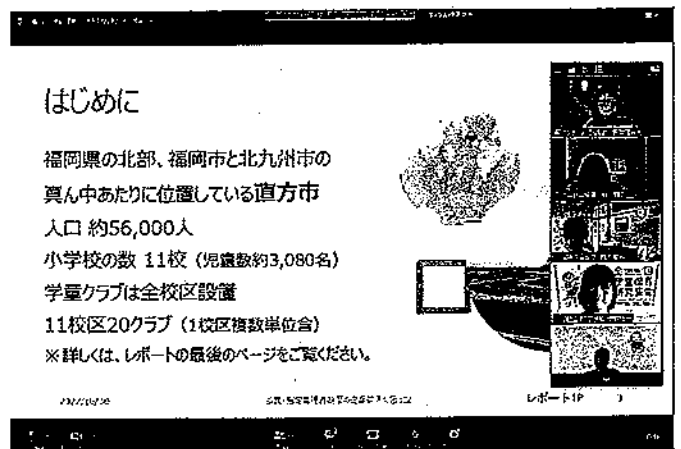 はじめに
福岡県の北部、福岡市と北九州市の
真ん中あたりに位置している直方市
人口 約56,000人
小学校の数 11校（児童数約3,080名）
学童クラブは全校区設置
11校区20クラブ（1校区複数単位含）
※詳しくは、レポートの最後のページをご覧ください。
レポート1P 3